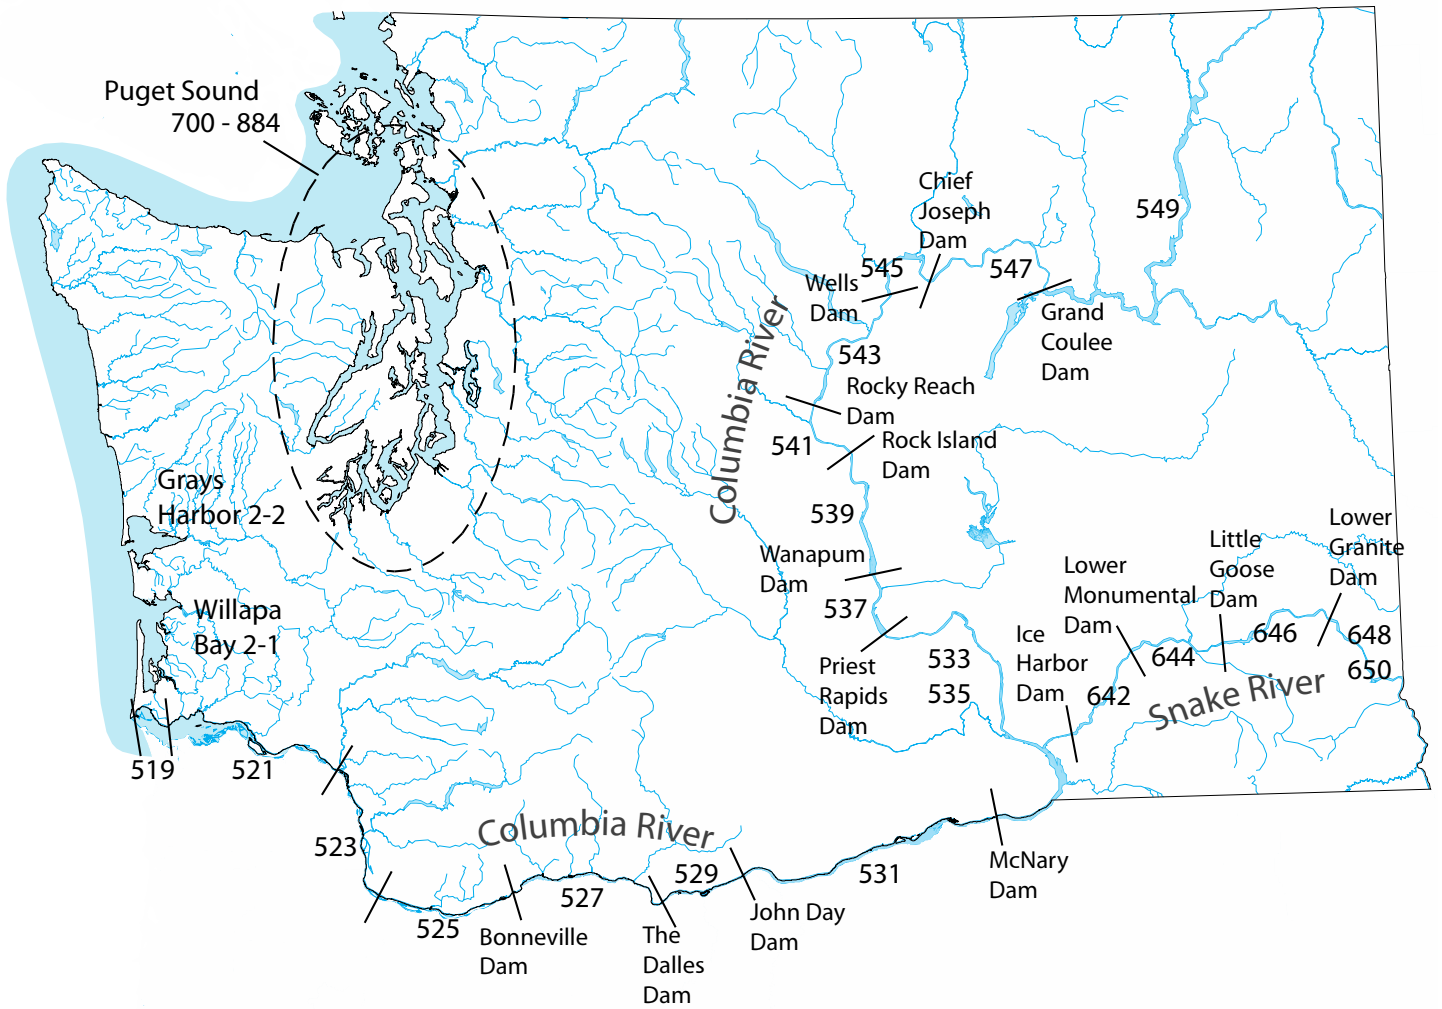 Puget Sound
700 - 884
Chief
Joseph
Dam
549
545
547
Wells
Dam
Grand
Coulee
Dam
Columbia River
543
Rocky Reach
Dam
541
Rock Island
Dam
Grays
Harbor 2-2
539
Wanapum
Dam
Lower
Granite
Dam
Little
Goose
Dam
Lower
Monumental
Dam
Willapa
Bay 2-1
537
Ice
Harbor
Dam
646
648
650
644
642
Snake River
533
535
Priest
Rapids
Dam
519
521
523
Columbia River
525
527
529
531
McNary
Dam
Bonneville
Dam
The
Dalles
Dam
John Day
Dam